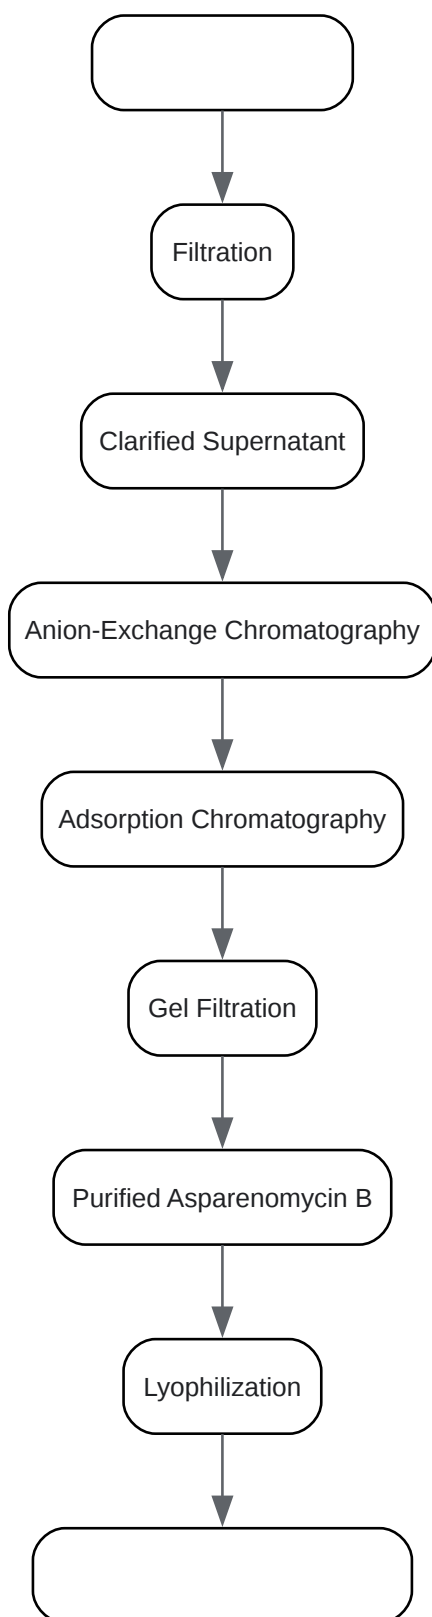 Filtration
Clarified Supernatant
Anion-Exchange Chromatography
Adsorption Chromatography
Gel Filtration
Purified Asparenomycin B
Lyophilization